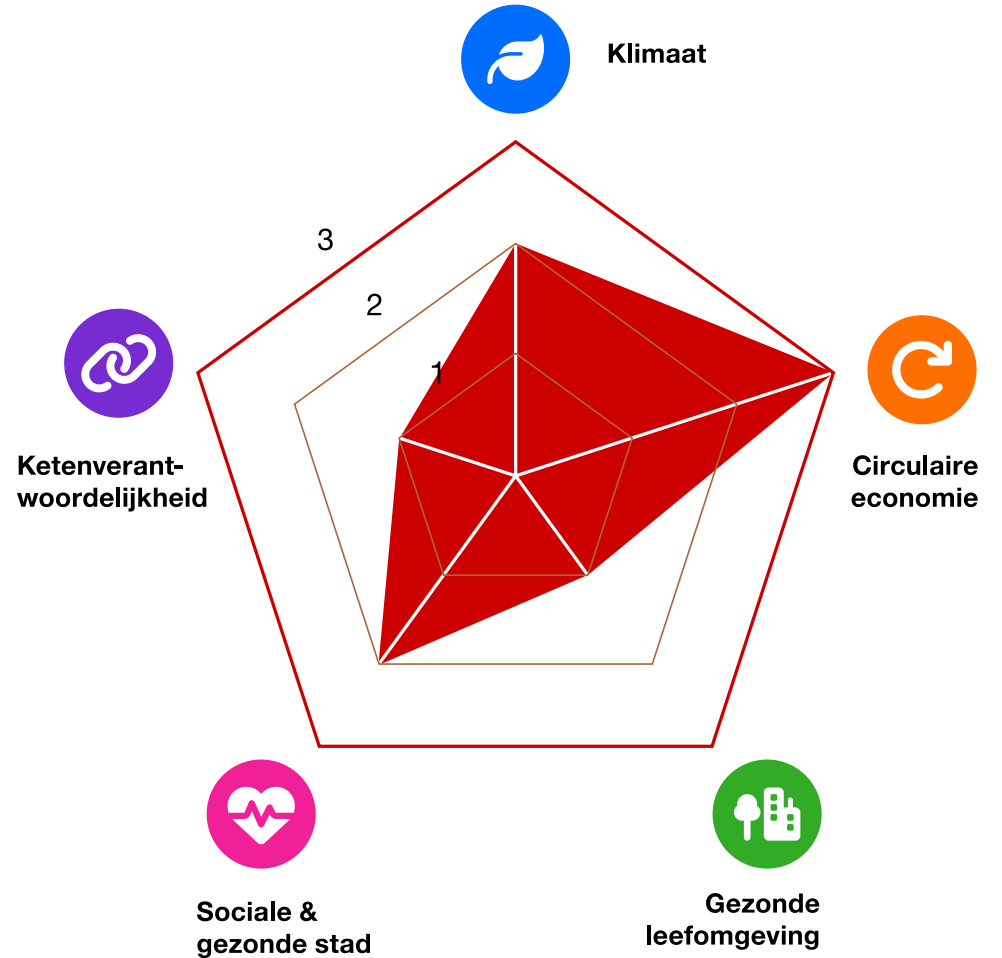 Klimaat
3
2
1
Ketenverant-
woordelijkheid
Circulaire
economie
Sociale &
gezonde stad
Gezonde
leefomgeving